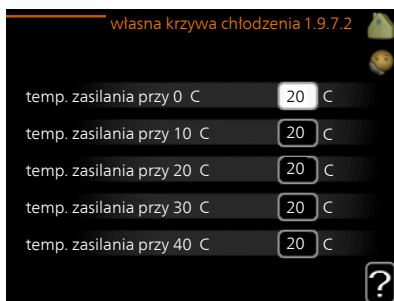 własna krzywa chłodzenia 1.9.7.2
temp. zasilania przy 0 C 20 C
temp. zasilania przy 10 C 20 C
temp. zasilania przy 20 C 20 C
temp. zasilania przy 30 C 20 C
temp. zasilania przy 40 C 20 C
?